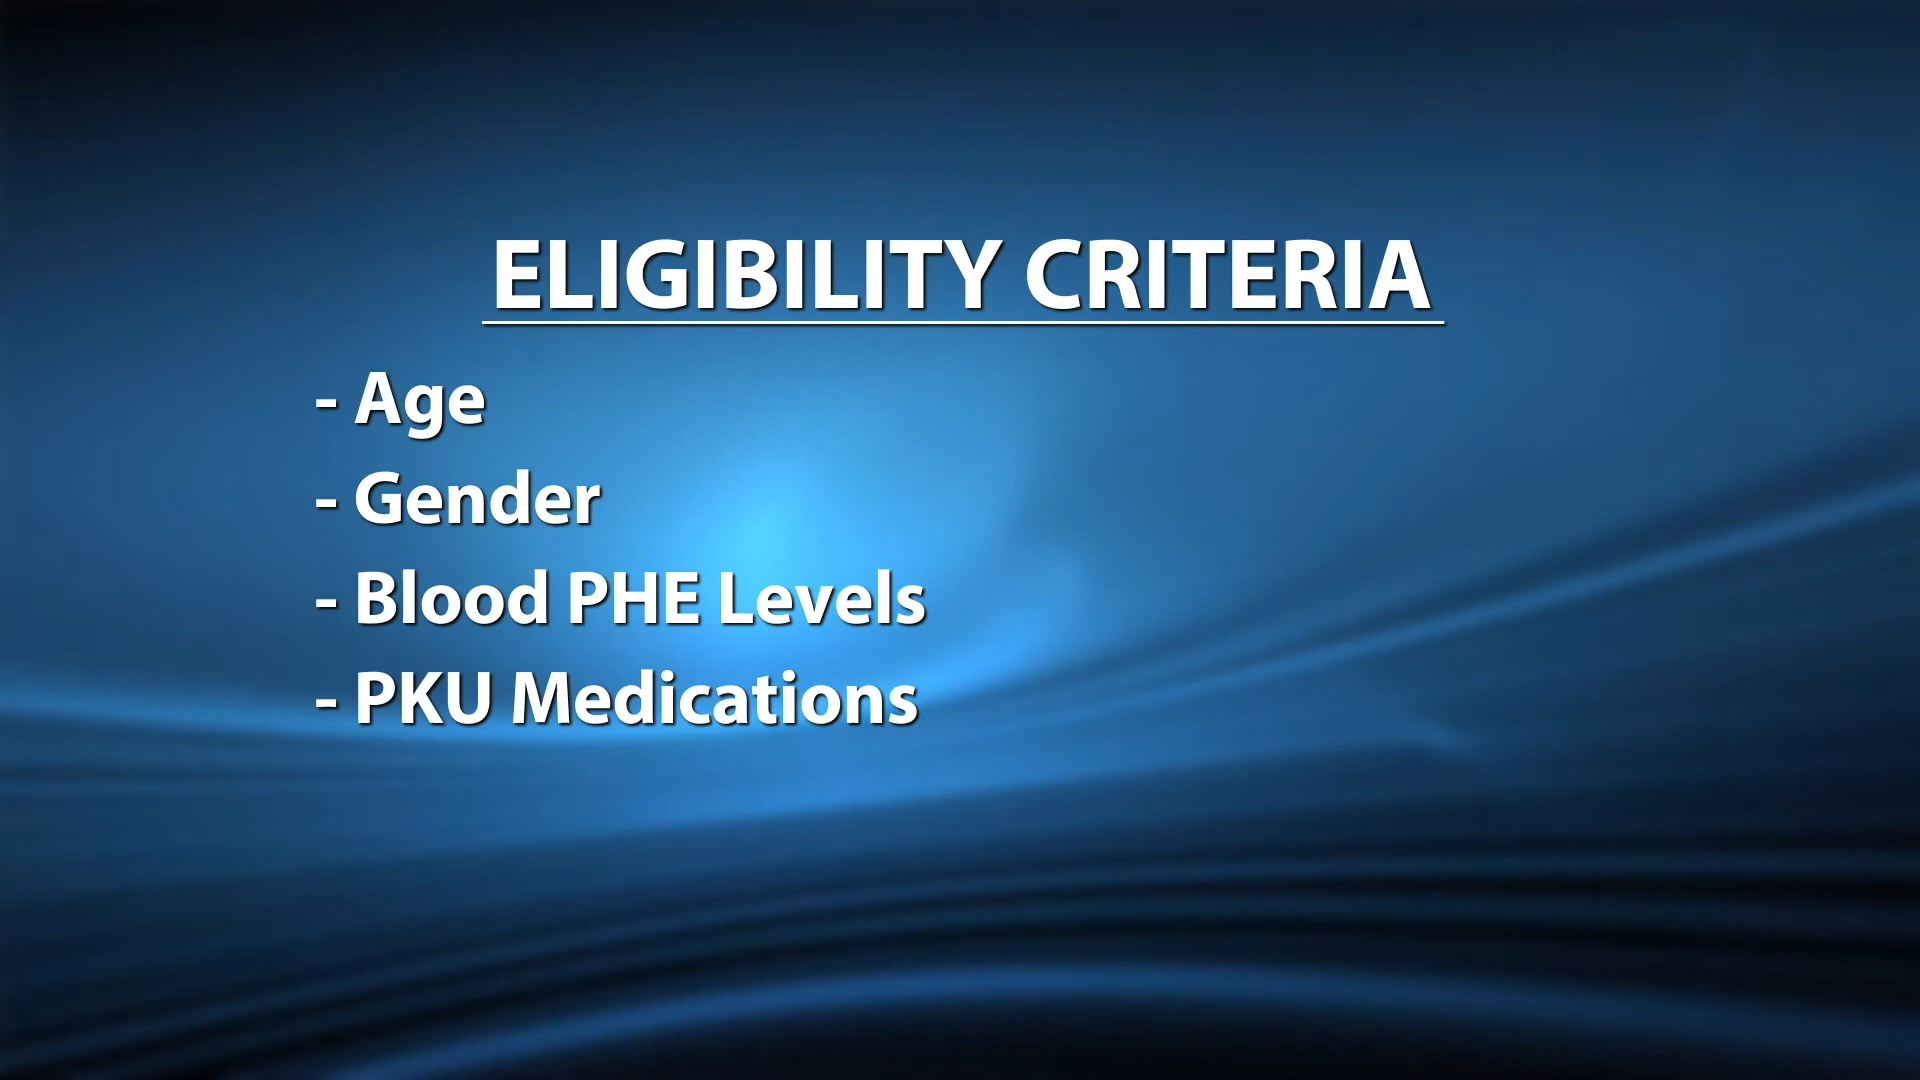 ELIGIBILITY CRITERIA
- Age
- Gender
- Blood PHE Levels
- PKU Medications